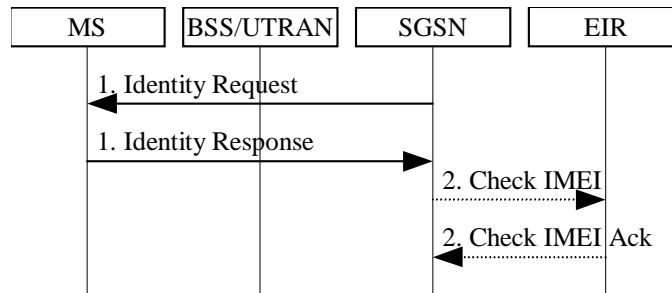 MS BSS/UTRAN SGSN EIR
1. Identity Request
1. Identity Response
2. Check IMEI
2. Check IMEI Ack